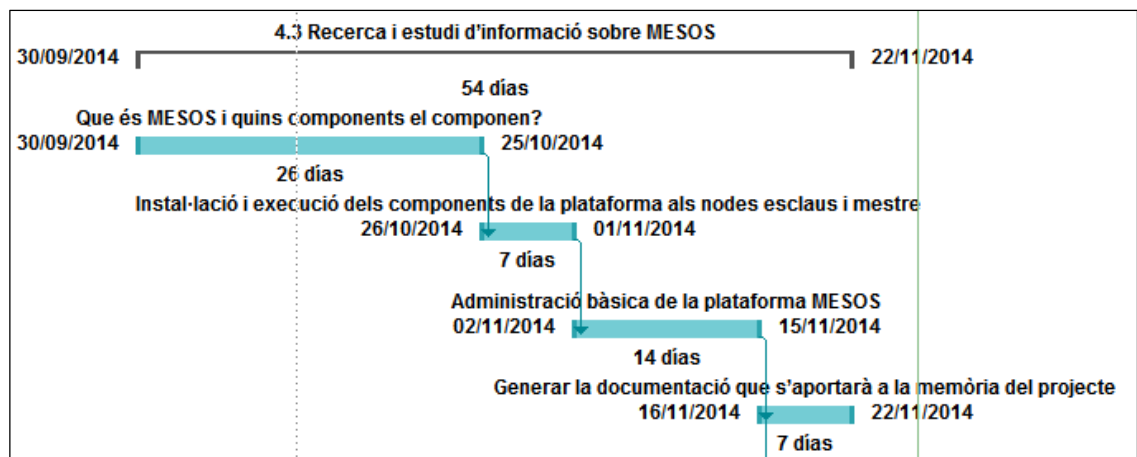 4.3 Recerca i estudi d'informació sobre MESOS
30/09/2014 22/11/2014
54 días
Que és MESOS i quins components el componen?
30/09/2014 25/10/2014
26 días
Instal·lació i execució dels components de la plataforma als nodes esclaus i mestre
26/10/2014 01/11/2014
7 días
Administració bàsica de la plataforma MESOS
02/11/2014 15/11/2014
14 días
Generar la documentació que s'aportarà a la memòria del projecte
16/11/2014 22/11/2014
7 días